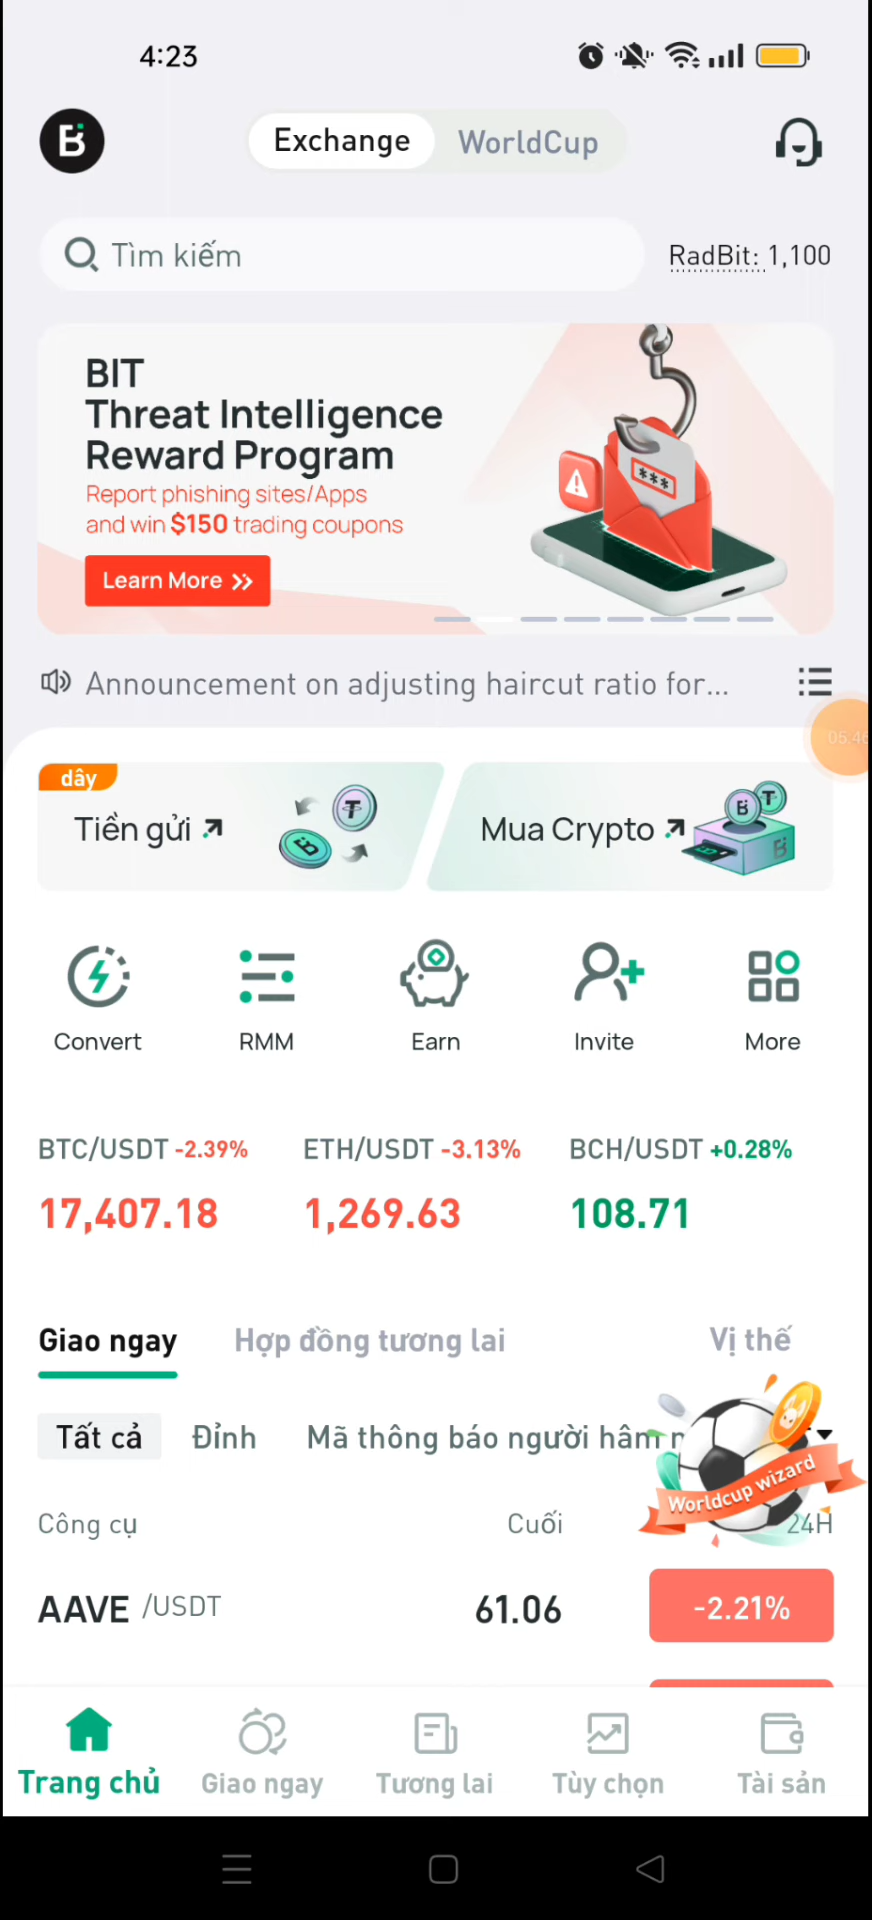 4:23
Exchange
WorldCup
Tìm kiếm
RadBit: 1,100
BIT
Threat Intelligence
Reward Program
Report phishing sites/Apps
and win $150 trading coupons
Learn More
Announcement on adjusting haircut ratio for...
05:46
dây
Tiền gửi
Mua Crypto
Convert
RMM
Earn
Invite
More
BTC/USDT -2.39%
ETH/USDT -3.13%
BCH/USDT +0.28%
17,407.18
1,269.63
108.71
Giao ngay
Hợp đồng tương lai
Vị thế
Tất cả
Đỉnh
Mã thông báo người hâm
Worldcup wizard
Công cụ
Cuối
24H
AAVE /USDT
61.06
-2.21%
Trang chủ
Giao ngay
Tương lai
Tùy chọn
Tài sản